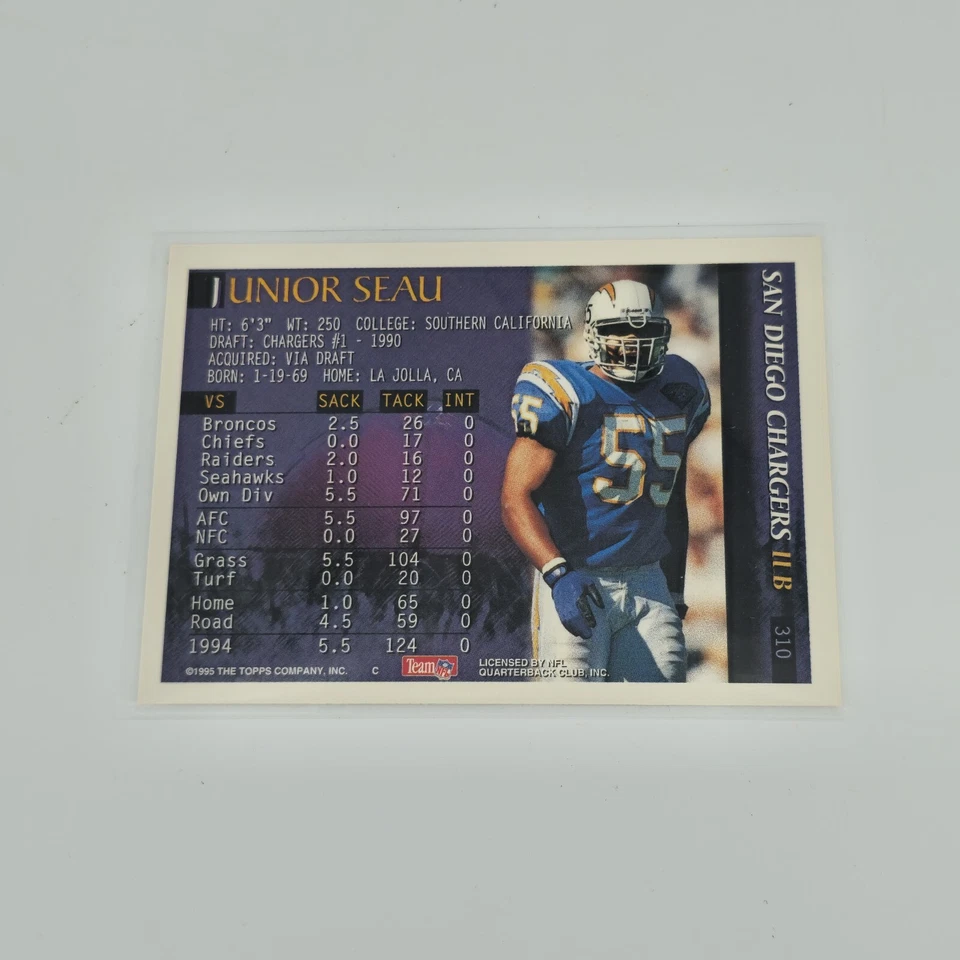 JUNIOR SEAU
HT: 6'3" WT: 250 COLLEGE: SOUTHERN CALIFORNIA
DRAFT: CHARGERS #1 - 1990
ACQUIRED: VIA DRAFT
BORN: 1-19-69 HOME: LA JOLLA, CA
VS SACK TACK INT
Broncos 2.5 26 0
Chiefs 0.0 17 0
Raiders 2.0 16 0
Seahawks 1.0 12 0
Own Div 5.5 71 0
AFC 5.5 97 0
NFC 0.0 27 0
Grass 5.5 104 0
Turf 0.0 20 0
Home 1.0 65 0
Road 4.5 59 0
1994 5.5 124 0
©1995 THE TOPPS COMPANY, INC. C
Team NFL
LICENSED BY NFL
QUARTERBACK CLUB, INC.
55
55
SAN DIEGO CHARGERS ILB
310